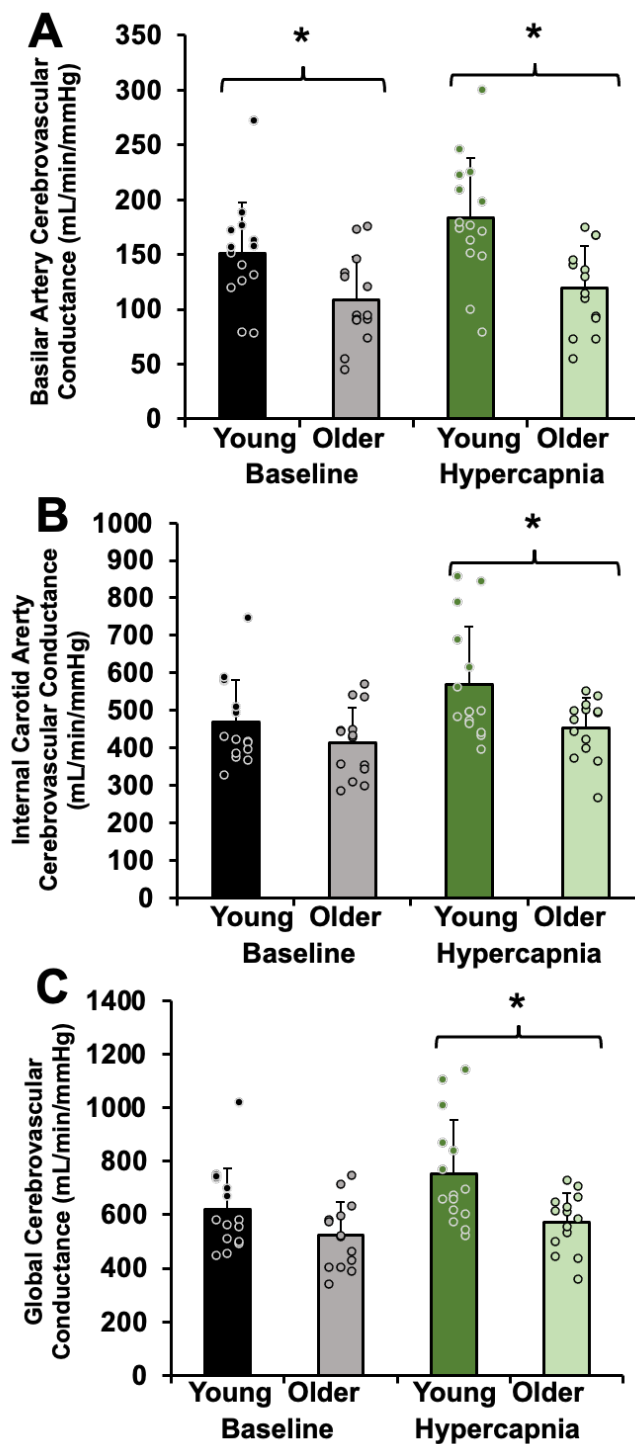 A
Basilar Artery Cerebrovascular
Conductance (mL/min/mmHg)
350
300
250
200
150
100
50
0
*
*
Young Older Young Older
Baseline Hypercapnia
B
Internal Carotid Arerty
Cerebrovascular Conductance
(mL/min/mmHg)
1000
900
800
700
600
500
400
300
200
100
0
*
Young Older Young Older
Baseline Hypercapnia
C
Global Cerebrovascular
Conductance (mL/min/mmHg)
1400
1200
1000
800
600
400
200
0
*
Young Older Young Older
Baseline Hypercapnia